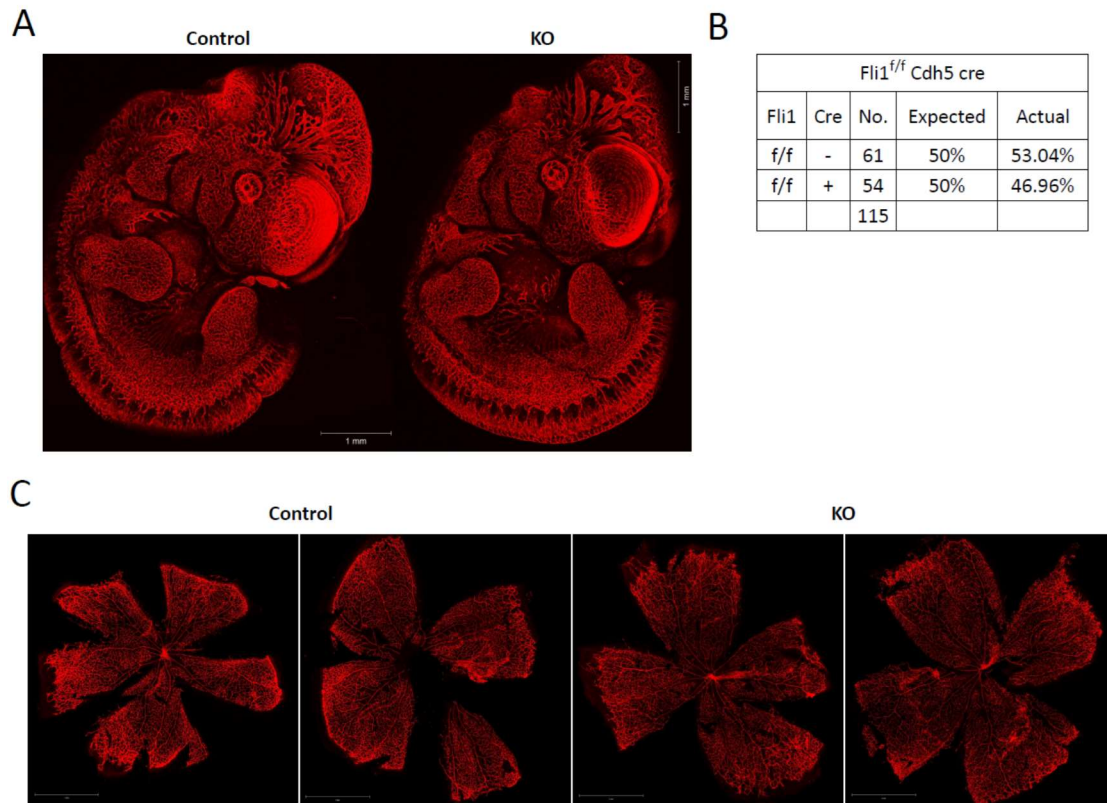 A
Control KO
1 mm
1 mm
B
Fli1f/f Cdh5 cre
Fli1 Cre No. Expected Actual
f/f - 61 50% 53.04%
f/f + 54 50% 46.96%
115
C
Control KO